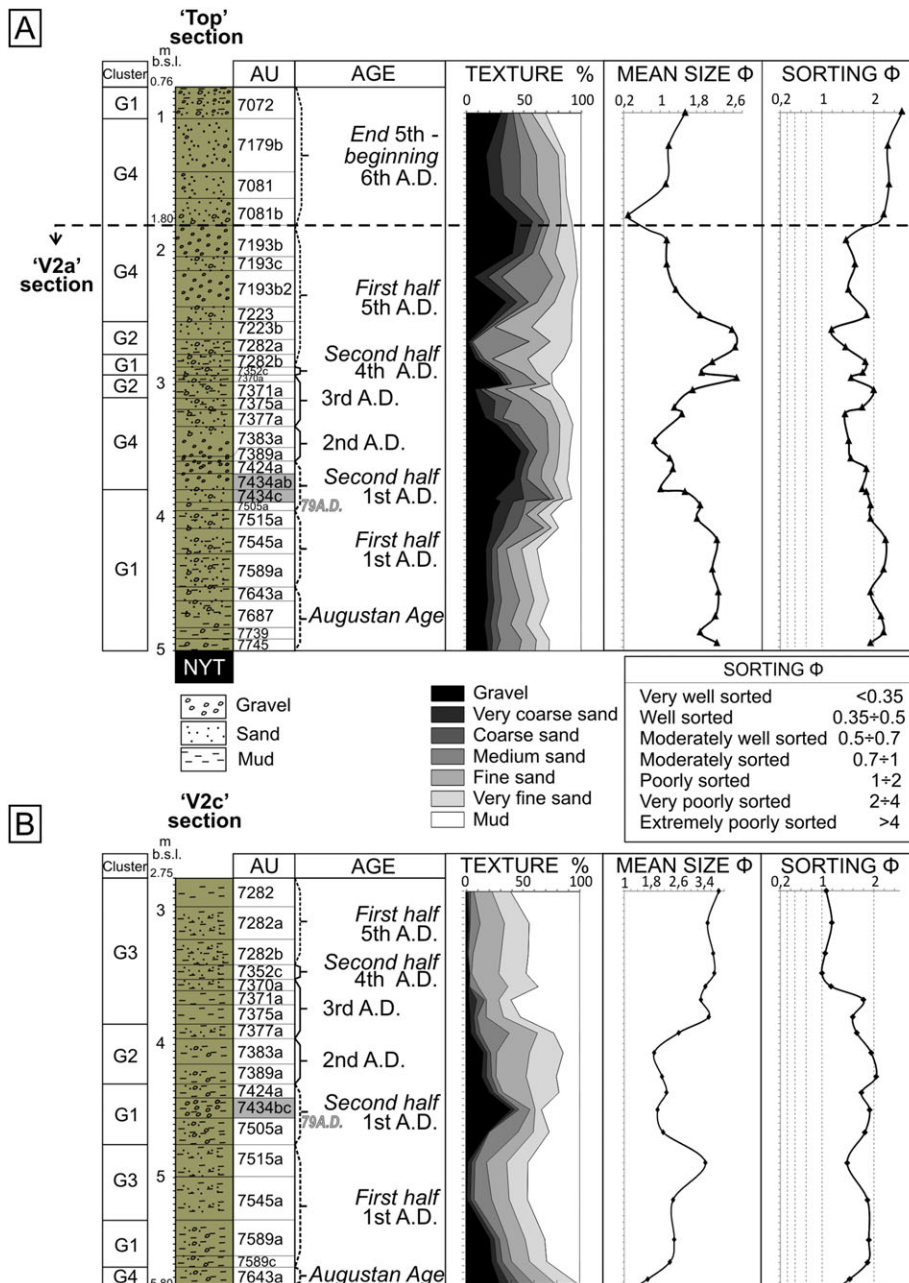 A
'Top'
section
m
b.s.l.
0.76
Cluster
AU
AGE
TEXTURE %
MEAN SIZE Φ
SORTING Φ
0 50 100
0,2 1 1,8 2,6
0,2 1 2
G1
G4
G4
G2
G1
G2
G4
G1
1
1.80
2
3
4
5
'V2a'
section
7072
7179b
7081
7081b
7193b
7193c
7193b2
7223
7223b
7282a
7282b
7352c
7370a
7371a
7375a
7377a
7383a
7389a
7424a
7434ab
7434c
7505a
7515a
7545a
7589a
7643a
7687
7739
7745
End 5th -
beginning
6th A.D.
First half
5th A.D.
Second half
4th A.D.
3rd A.D.
2nd A.D.
Second half
1st A.D.
79A.D.
First half
1st A.D.
Augustan Age
NYT
Gravel
Sand
Mud
Gravel
Very coarse sand
Coarse sand
Medium sand
Fine sand
Very fine sand
Mud
SORTING Φ
Very well sorted <0.35
Well sorted 0.35÷0.5
Moderately well sorted 0.5÷0.7
Moderately sorted 0.7÷1
Poorly sorted 1÷2
Very poorly sorted 2÷4
Extremely poorly sorted >4
B
'V2c'
section
m
b.s.l.
2.75
Cluster
AU
AGE
TEXTURE %
MEAN SIZE Φ
SORTING Φ
0 50 100
1 1,8 2,6 3,4
0,2 1 2
G3
G2
G1
G3
G1
G4
3
4
5
5.80
7282
7282a
7282b
7352c
7370a
7371a
7375a
7377a
7383a
7389a
7424a
7434bc
7505a
7515a
7545a
7589a
7589c
7643a
First half
5th A.D.
Second half
4th A.D.
3rd A.D.
2nd A.D.
Second half
1st A.D.
79A.D.
First half
1st A.D.
Augustan Age